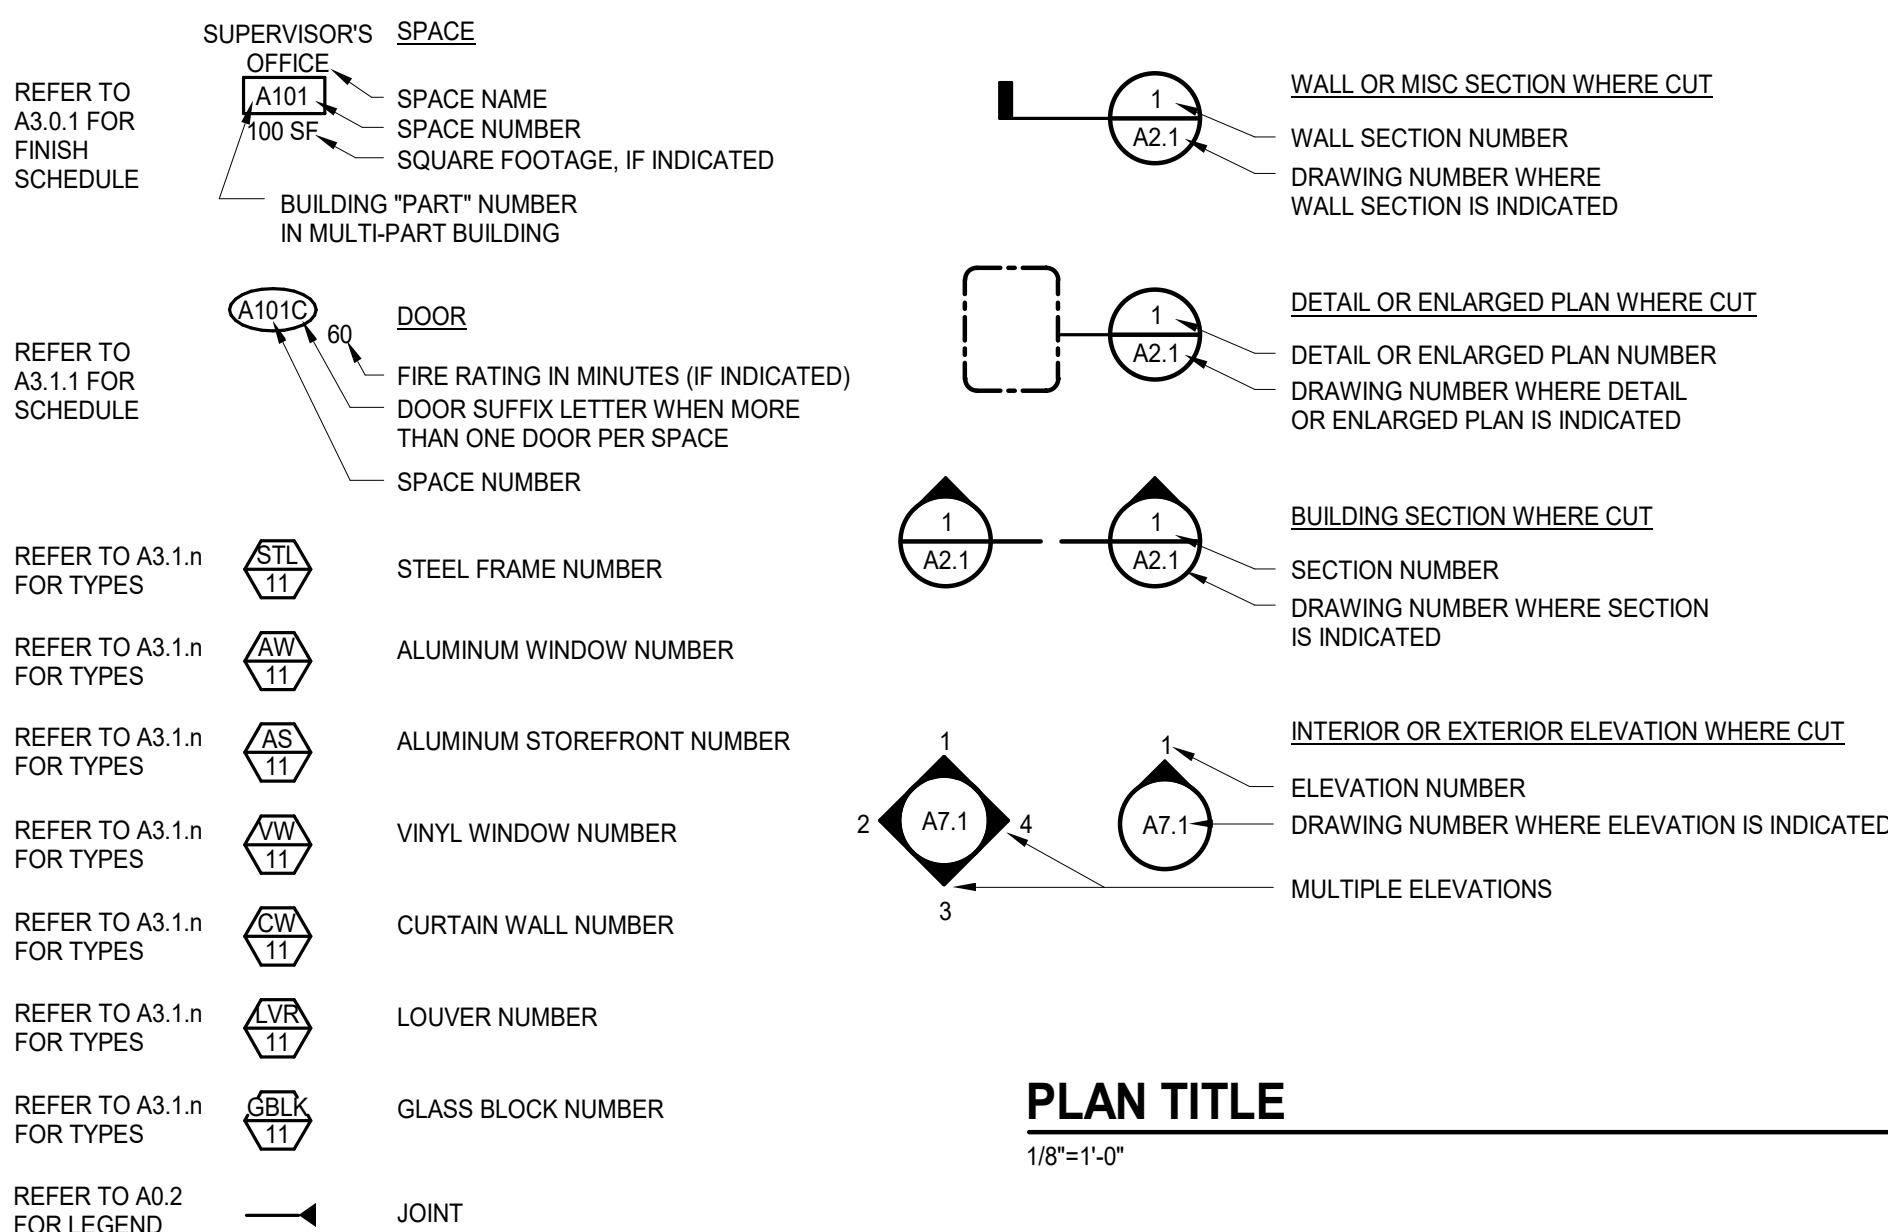 SUPERVISOR'S
OFFICE
SPACE
REFER TO
A3.0.1 FOR
FINISH
SCHEDULE
A101
100 SF
SPACE NAME
SPACE NUMBER
SQUARE FOOTAGE, IF INDICATED
BUILDING "PART" NUMBER
IN MULTI-PART BUILDING
REFER TO
A3.1.1 FOR
SCHEDULE
A101C
60
DOOR
FIRE RATING IN MINUTES (IF INDICATED)
DOOR SUFFIX LETTER WHEN MORE
THAN ONE DOOR PER SPACE
SPACE NUMBER
REFER TO A3.1.n
FOR TYPES
STL
11
STEEL FRAME NUMBER
REFER TO A3.1.n
FOR TYPES
AW
11
ALUMINUM WINDOW NUMBER
REFER TO A3.1.n
FOR TYPES
AS
11
ALUMINUM STOREFRONT NUMBER
REFER TO A3.1.n
FOR TYPES
VW
11
VINYL WINDOW NUMBER
REFER TO A3.1.n
FOR TYPES
CW
11
CURTAIN WALL NUMBER
REFER TO A3.1.n
FOR TYPES
LVR
11
LOUVER NUMBER
REFER TO A3.1.n
FOR TYPES
GBLK
11
GLASS BLOCK NUMBER
REFER TO A0.2
FOR LEGEND
JOINT
1
A2.1
WALL OR MISC SECTION WHERE CUT
WALL SECTION NUMBER
DRAWING NUMBER WHERE
WALL SECTION IS INDICATED
1
A2.1
DETAIL OR ENLARGED PLAN WHERE CUT
DETAIL OR ENLARGED PLAN NUMBER
DRAWING NUMBER WHERE DETAIL
OR ENLARGED PLAN IS INDICATED
1
A2.1
1
A2.1
BUILDING SECTION WHERE CUT
SECTION NUMBER
DRAWING NUMBER WHERE SECTION
IS INDICATED
1
2
A7.1
4
3
1
A7.1
INTERIOR OR EXTERIOR ELEVATION WHERE CUT
ELEVATION NUMBER
DRAWING NUMBER WHERE ELEVATION IS INDICATED
MULTIPLE ELEVATIONS
PLAN TITLE
1/8"=1'-0"